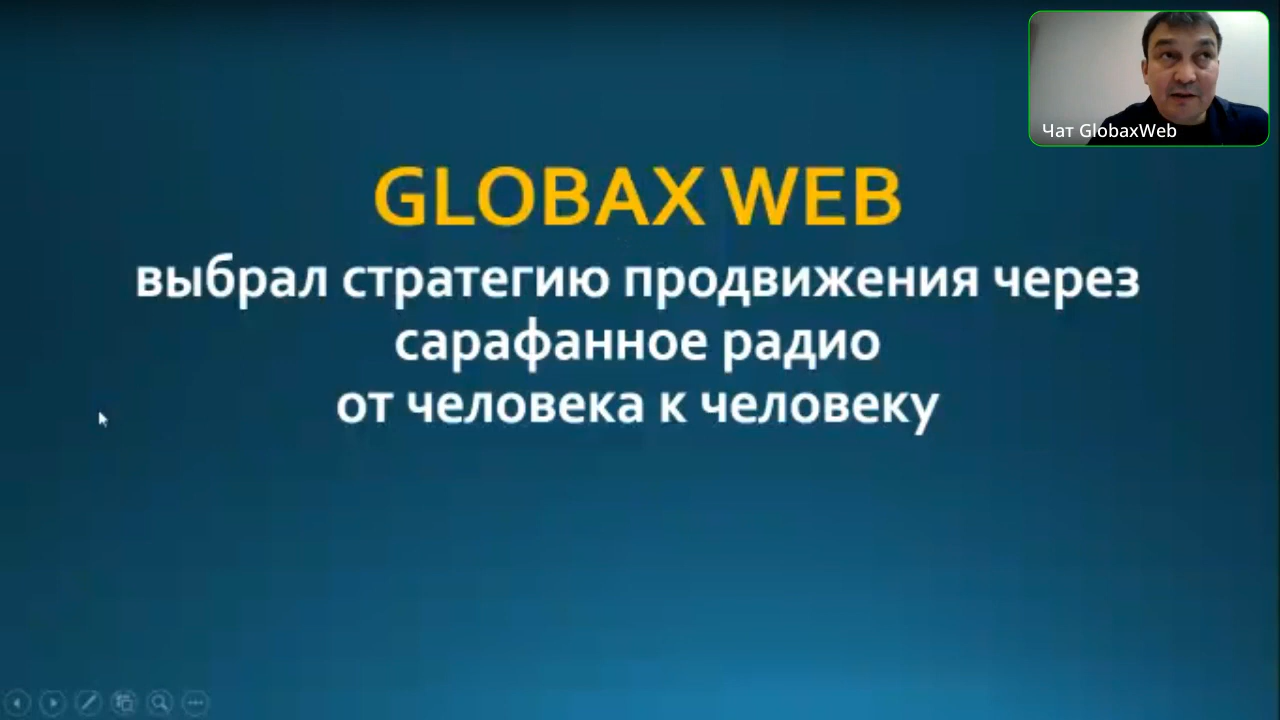 Чат GlobaxWeb
GLOBAX WEB
выбрал стратегию продвижения через
сарафанное радио
от человека к человеку